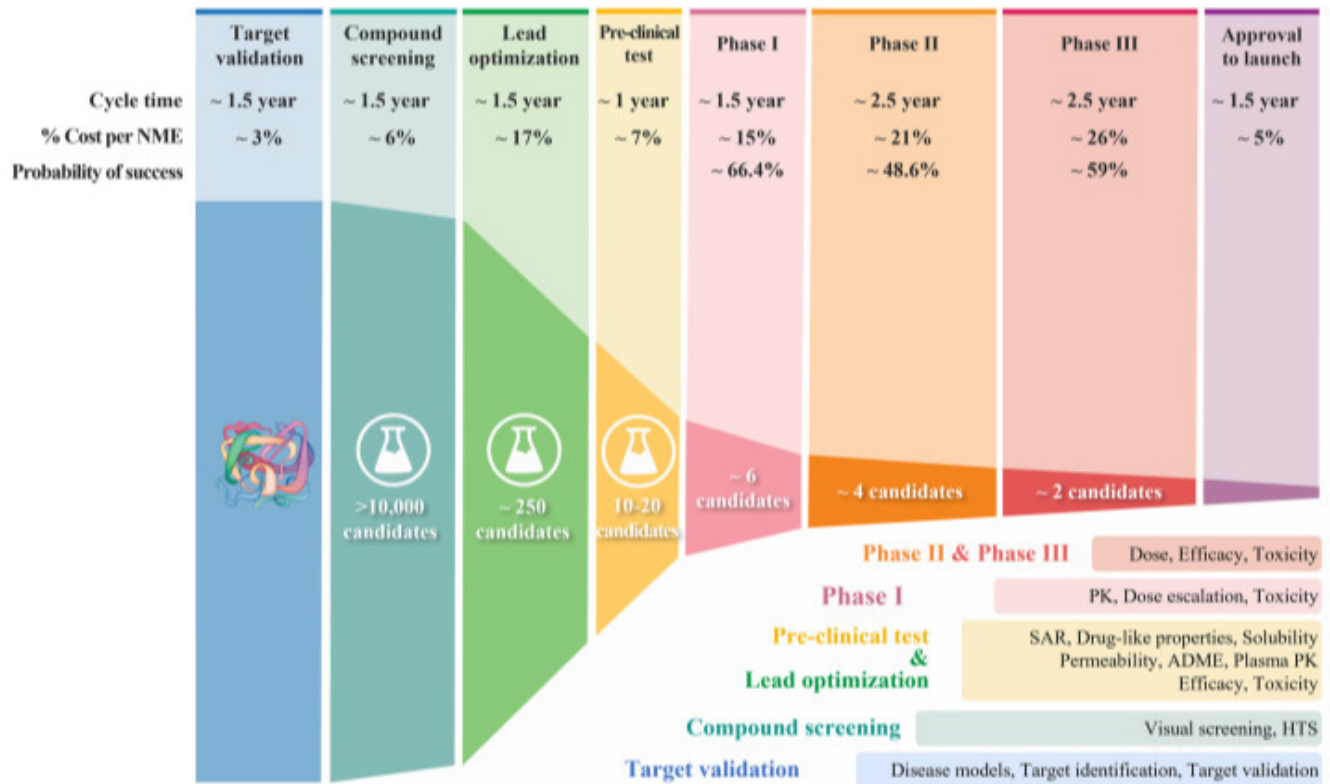 Target validation
Compound screening
Lead optimization
Pre-clinical test
Phase I
Phase II
Phase III
Approval to launch
Cycle time ~ 1.5 year ~ 1.5 year ~ 1.5 year ~ 1 year ~ 1.5 year ~ 2.5 year ~ 2.5 year ~ 1.5 year
% Cost per NME ~ 3% ~ 6% ~ 17% ~ 7% ~ 15% ~ 21% ~ 26% ~ 5%
Probability of success ~ 66.4% ~ 48.6% ~ 59%
>10,000
candidates
~ 250
candidates
10-20
candidates
~ 6
candidates
~ 4 candidates
~ 2 candidates
Phase II & Phase III Dose, Efficacy, Toxicity
Phase I PK, Dose escalation, Toxicity
Pre-clinical test
&
Lead optimization
SAR, Drug-like properties, Solubility
Permeability, ADME, Plasma PK
Efficacy, Toxicity
Compound screening Visual screening, HTS
Target validation Disease models, Target identification, Target validation